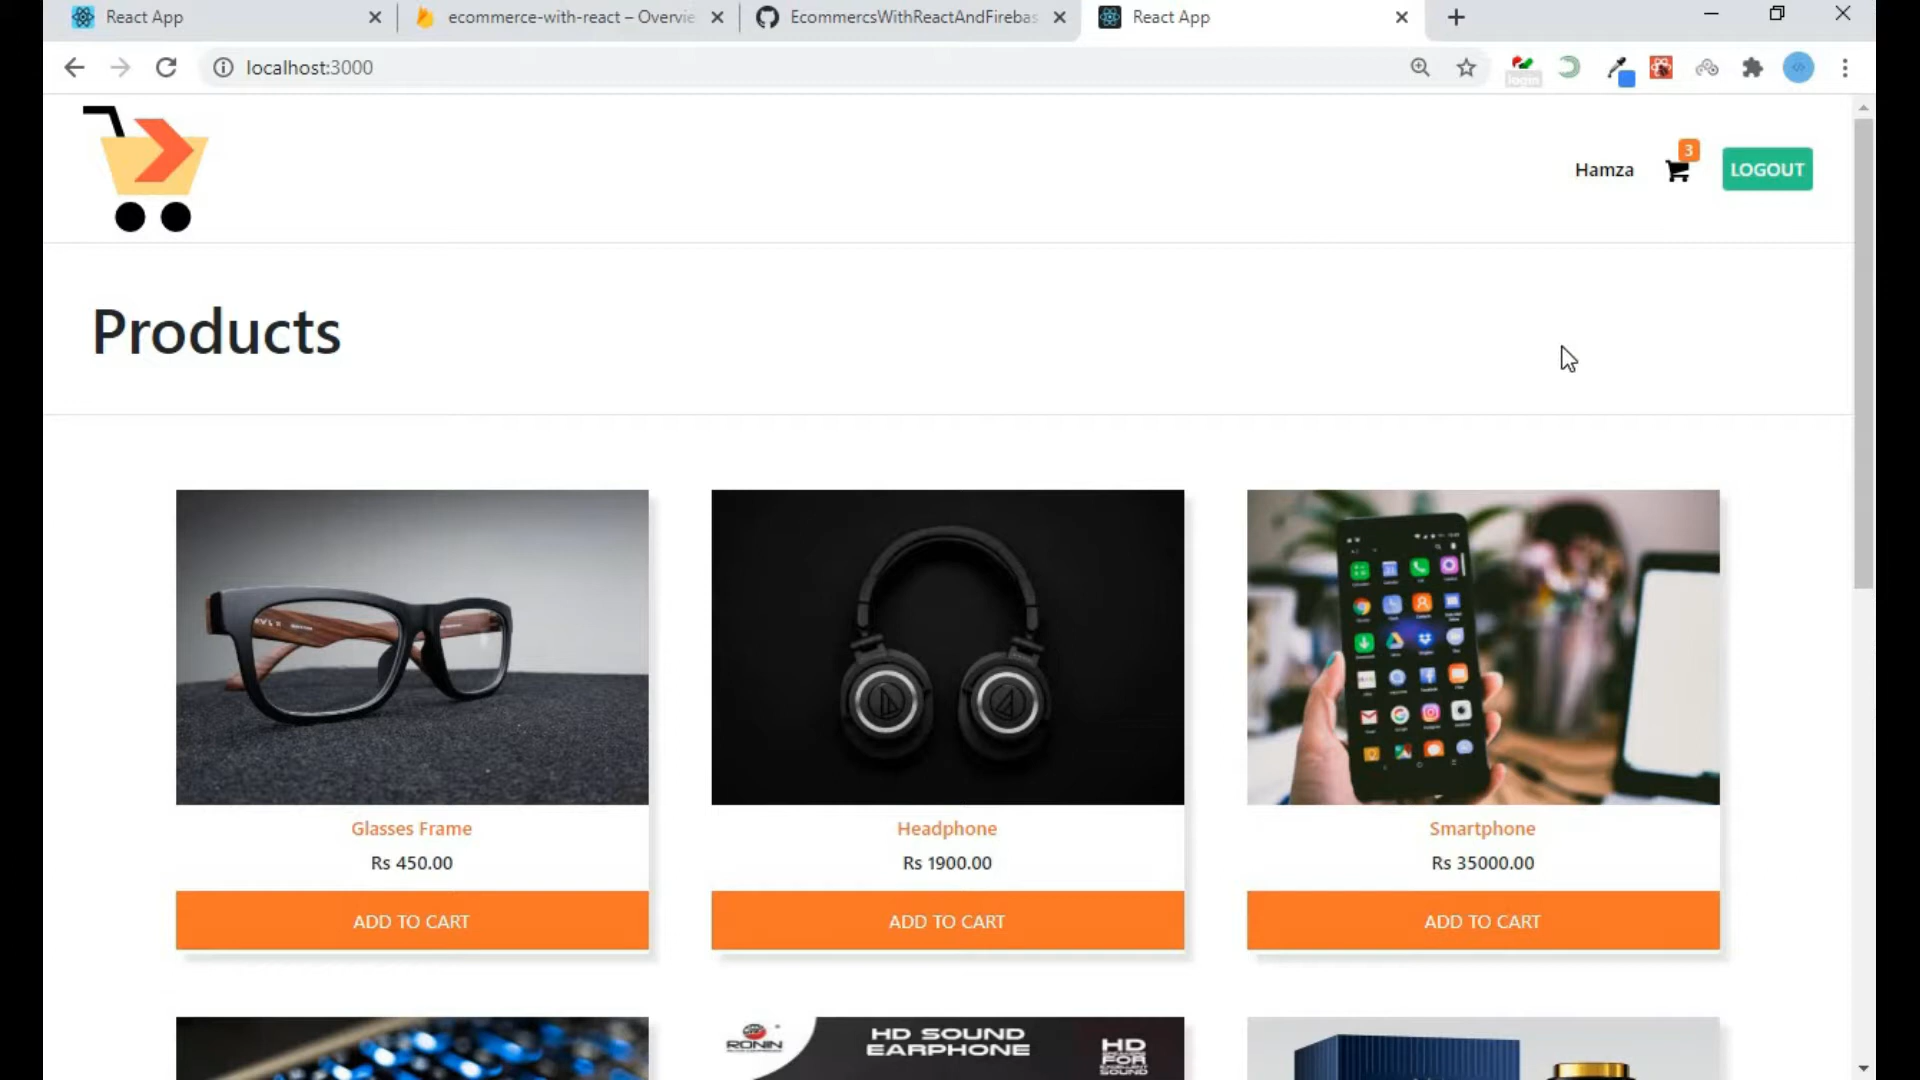 React App
ecommerce-with-react – Overvie
EcommercsWithReactAndFirebas
React App
localhost:3000
login
Hamza
3
LOGOUT
Products
Glasses Frame
Headphone
Smartphone
Rs 450.00
Rs 1900.00
Rs 35000.00
ADD TO CART
ADD TO CART
ADD TO CART
RONIN
HD SOUND
EARPHONE
HD
FOR
EXCELLENT
SOUND